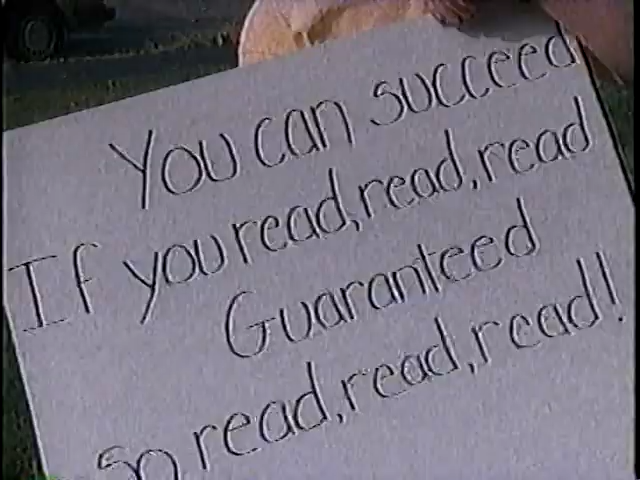 You can succeed
If you read, read, read
Guaranteed
So read, read, read!